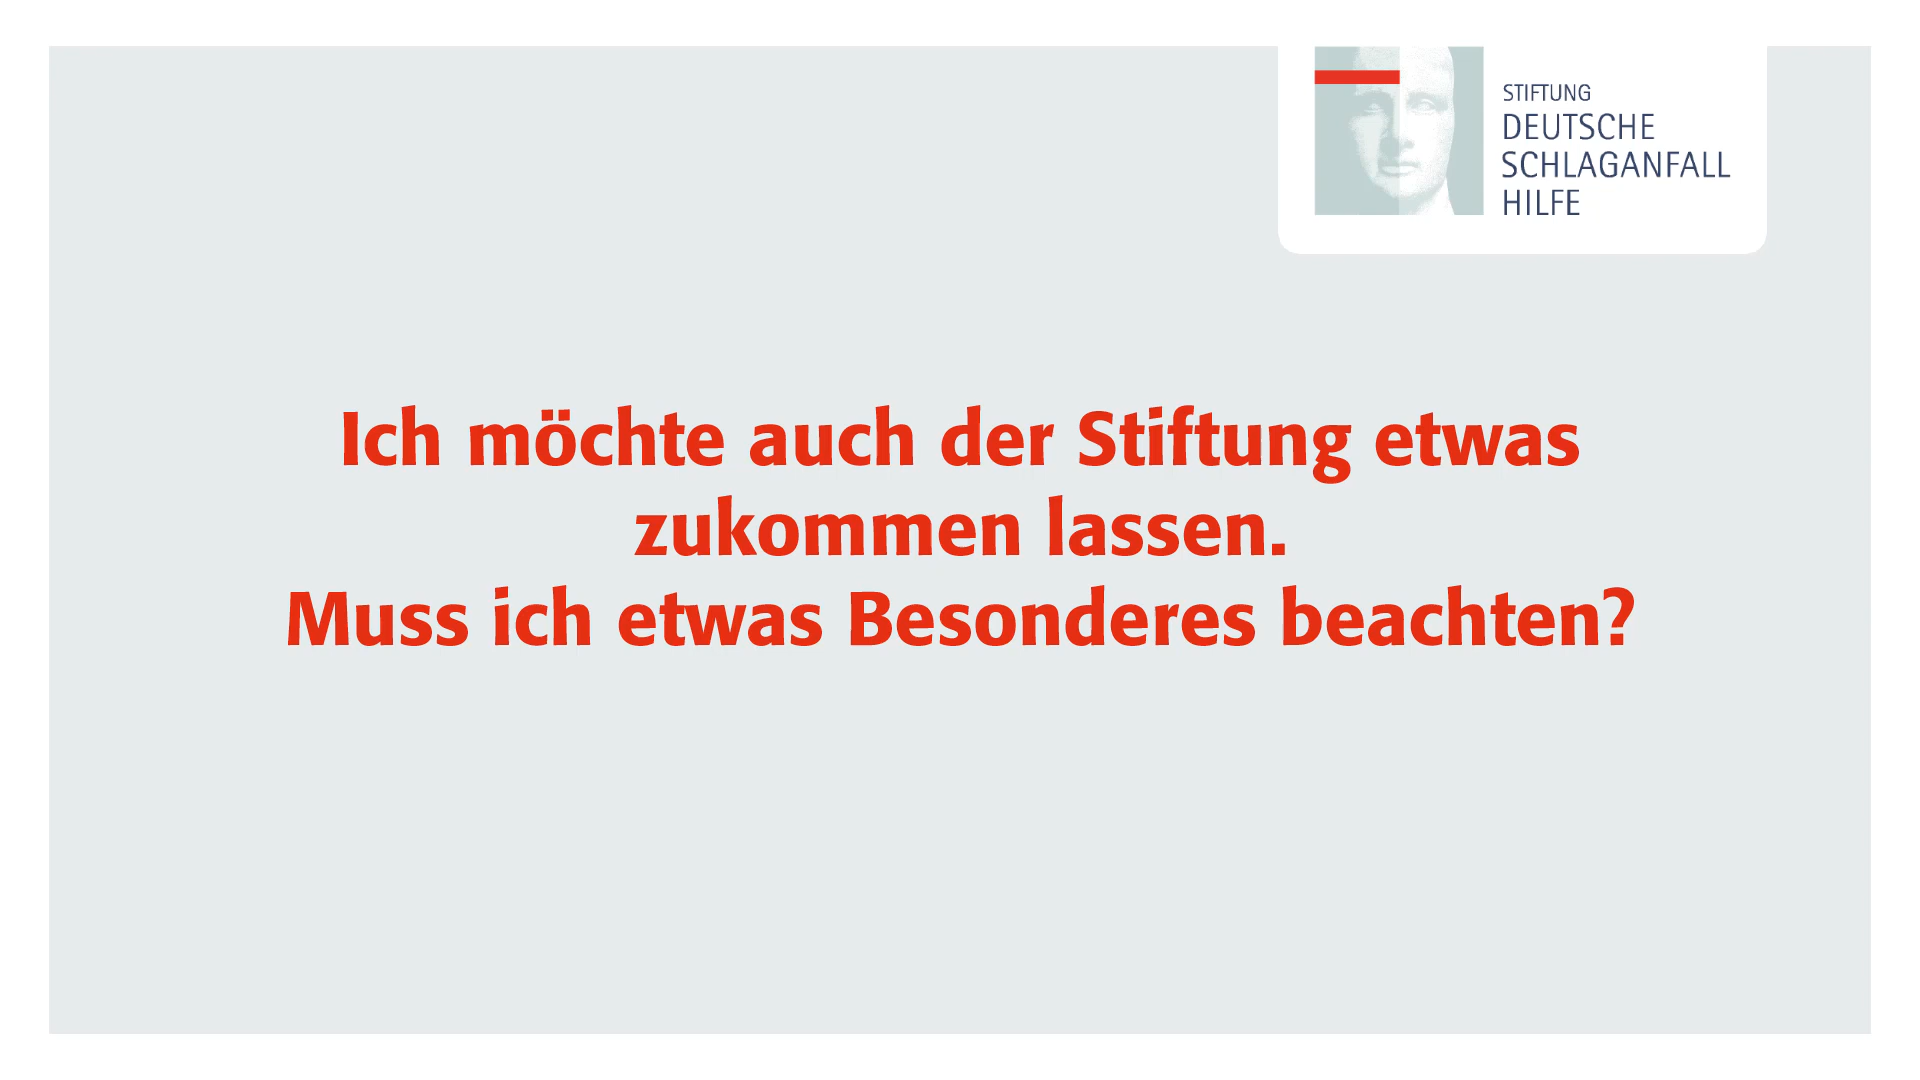 STIFTUNG
DEUTSCHE
SCHLAGANFALL
HILFE
Ich möchte auch der Stiftung etwas
zukommen lassen.
Muss ich etwas Besonderes beachten?